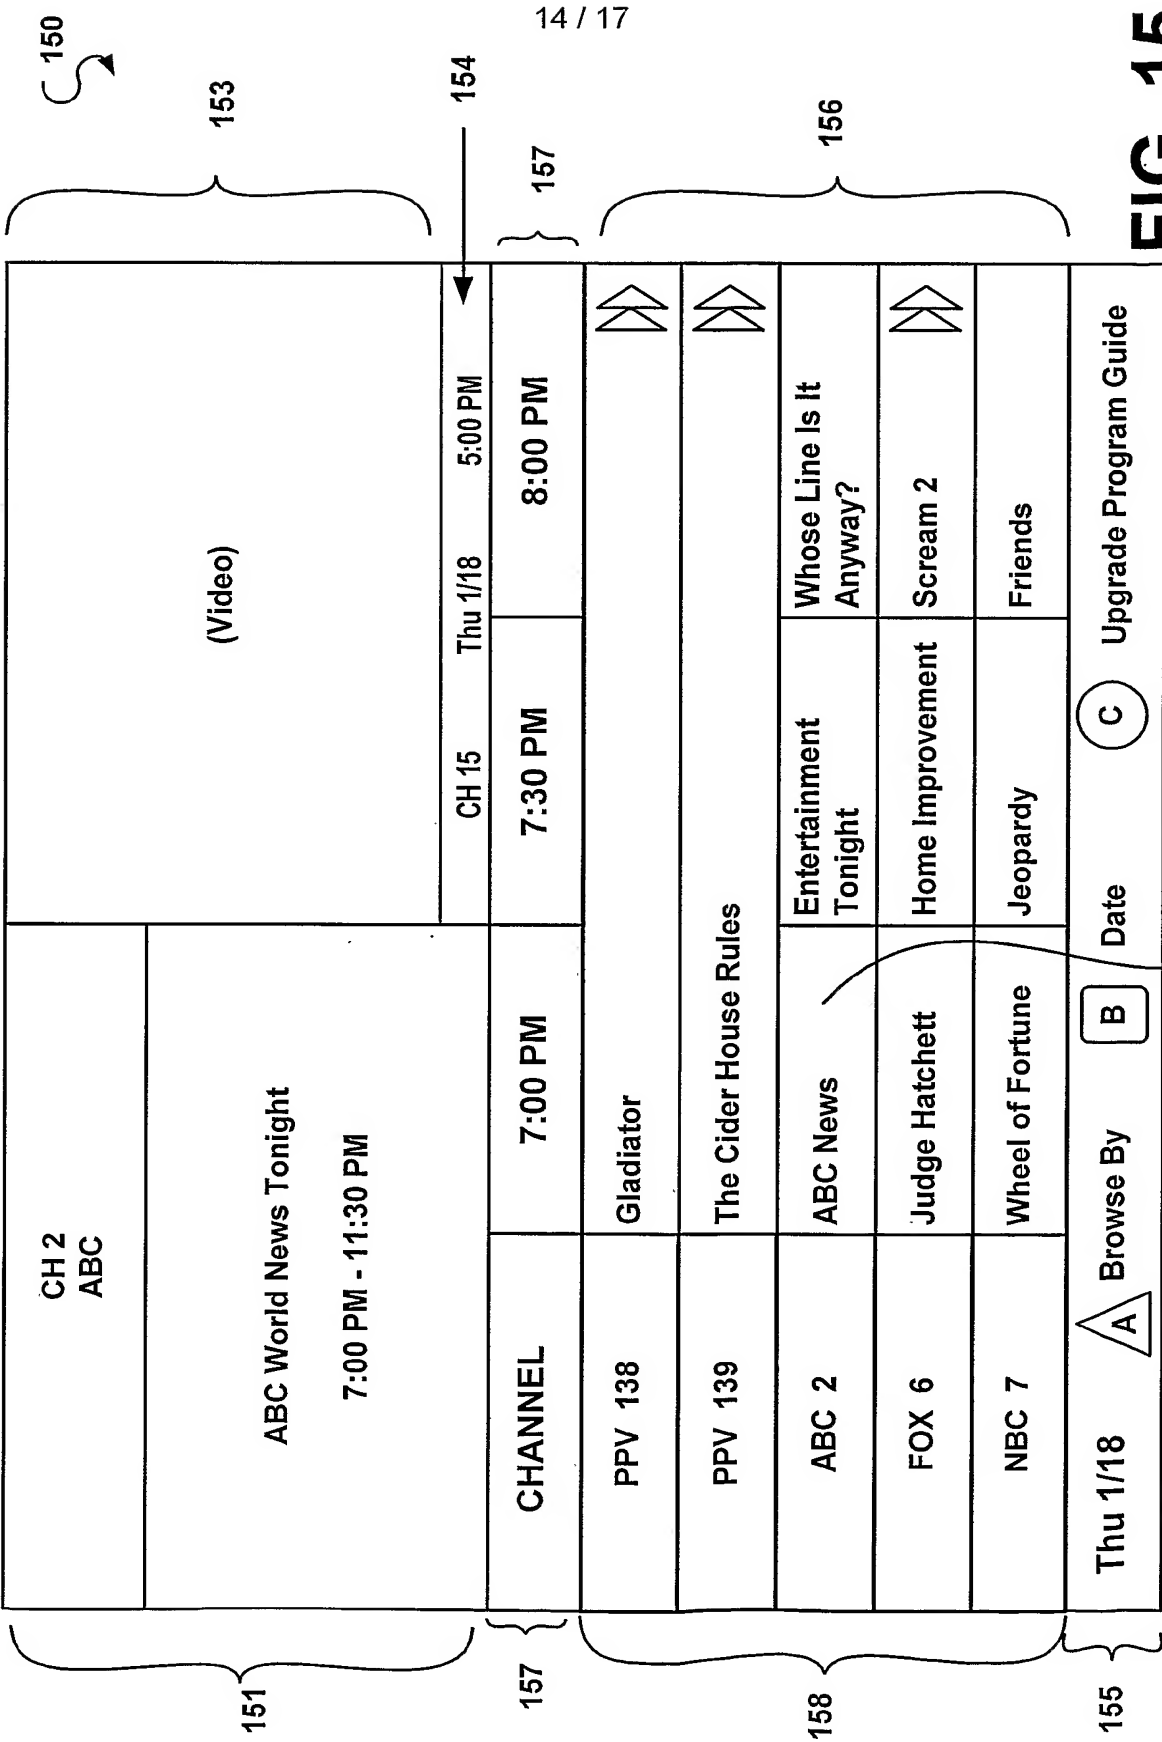 14 / 17
150
153
154
157
156
CH 2
ABC
(Video)
ABC World News Tonight
7:00 PM - 11:30 PM
CH 15 Thu 1/18 5:00 PM
CHANNEL 7:00 PM 7:30 PM 8:00 PM
PPV 138 Gladiator
PPV 139 The Cider House Rules
ABC 2 ABC News Entertainment Tonight Whose Line Is It Anyway?
FOX 6 Judge Hatchett Home Improvement Scream 2
NBC 7 Wheel of Fortune Jeopardy Friends
Thu 1/18 A Browse By B Date C Upgrade Program Guide
151
157
158
155
FIG. 15